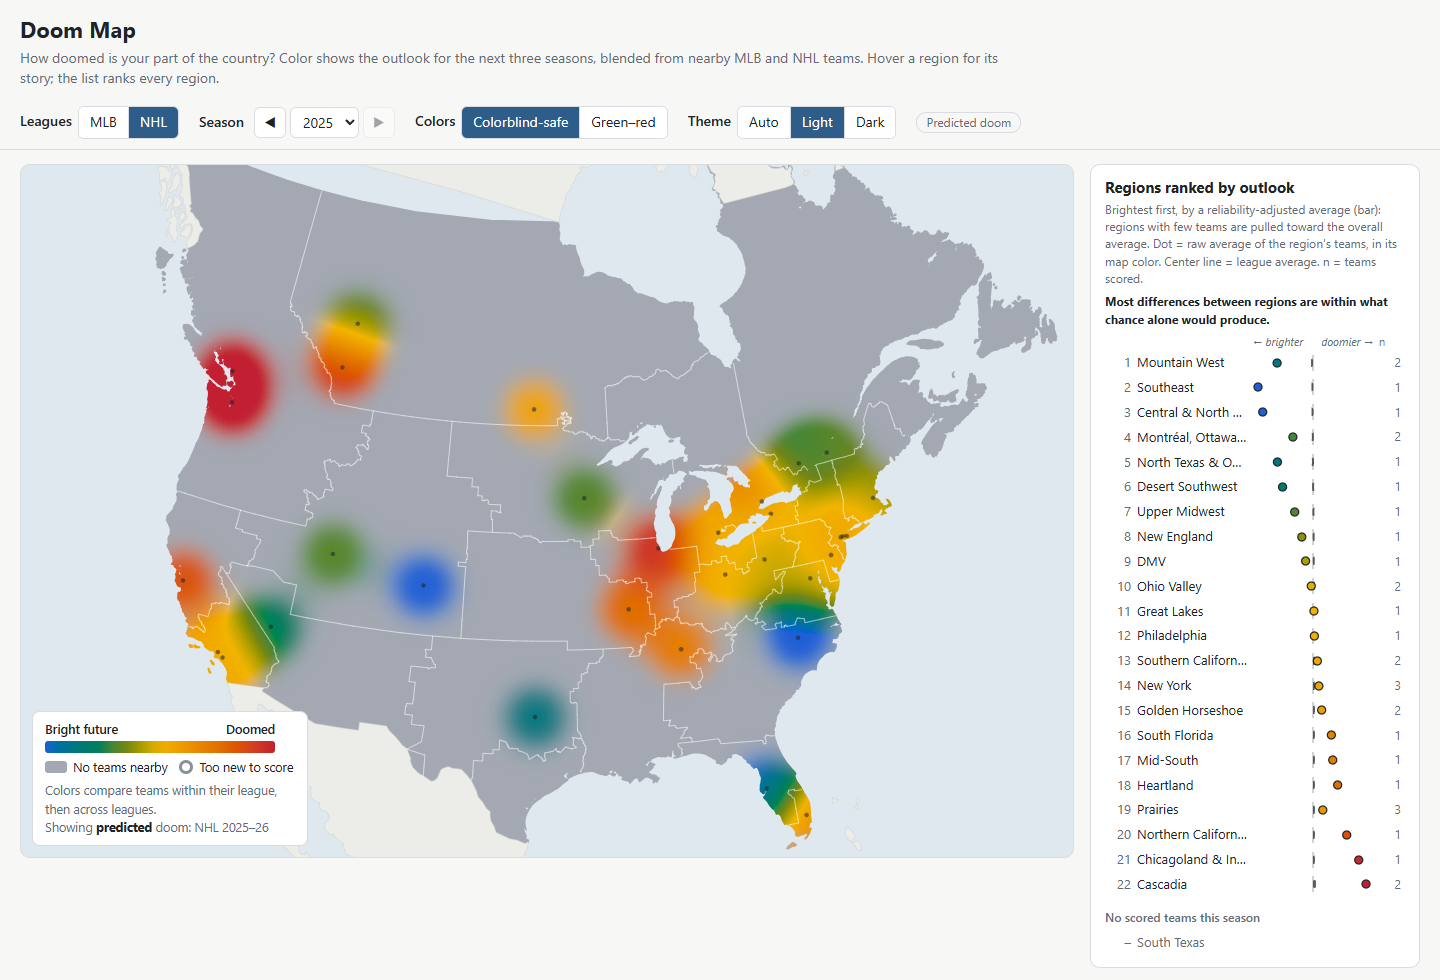 Doom Map
How doomed is your part of the country? Color shows the outlook for the next three seasons, blended from nearby MLB and NHL teams. Hover a region for its
story; the list ranks every region.
Leagues MLB NHL Season ◀ 2025 ▶ Colors Colorblind-safe Green–red Theme Auto Light Dark Predicted doom
Bright future Doomed
No teams nearby Too new to score
Colors compare teams within their league,
then across leagues.
Showing predicted doom: NHL 2025–26
Regions ranked by outlook
Brightest first, by a reliability-adjusted average (bar):
regions with few teams are pulled toward the overall
average. Dot = raw average of the region's teams, in its
map color. Center line = league average. n = teams
scored.
Most differences between regions are within what
chance alone would produce.
← brighter doomier → n
1 Mountain West 2
2 Southeast 1
3 Central & North ... 1
4 Montréal, Ottawa... 2
5 North Texas & O... 1
6 Desert Southwest 1
7 Upper Midwest 1
8 New England 1
9 DMV 1
10 Ohio Valley 2
11 Great Lakes 1
12 Philadelphia 1
13 Southern Californ... 2
14 New York 3
15 Golden Horseshoe 2
16 South Florida 1
17 Mid-South 1
18 Heartland 1
19 Prairies 3
20 Northern Californ... 1
21 Chicagoland & In... 1
22 Cascadia 2
No scored teams this season
– South Texas